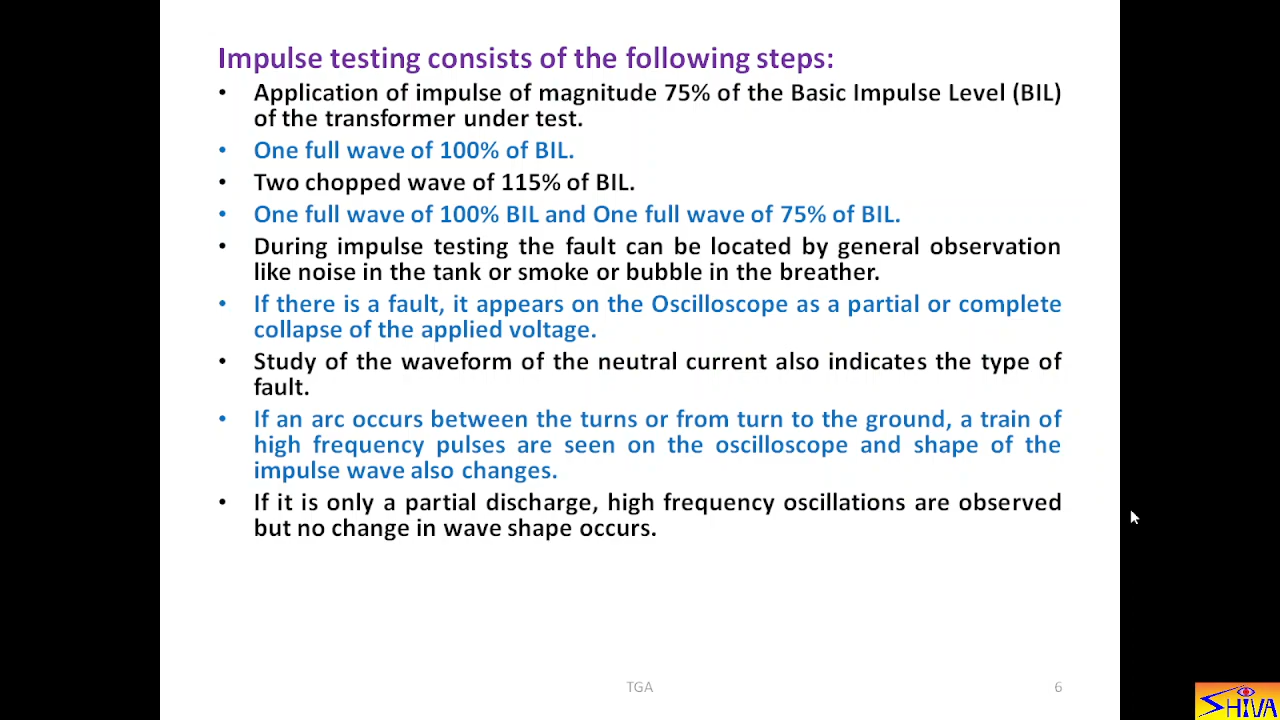 Impulse testing consists of the following steps:
• Application of impulse of magnitude 75% of the Basic Impulse Level (BIL)
of the transformer under test.
• One full wave of 100% of BIL.
• Two chopped wave of 115% of BIL.
• One full wave of 100% BIL and One full wave of 75% of BIL.
• During impulse testing the fault can be located by general observation
like noise in the tank or smoke or bubble in the breather.
• If there is a fault, it appears on the Oscilloscope as a partial or complete
collapse of the applied voltage.
• Study of the waveform of the neutral current also indicates the type of
fault.
• If an arc occurs between the turns or from turn to the ground, a train of
high frequency pulses are seen on the oscilloscope and shape of the
impulse wave also changes.
• If it is only a partial discharge, high frequency oscillations are observed
but no change in wave shape occurs.
TGA
6
SHIVA